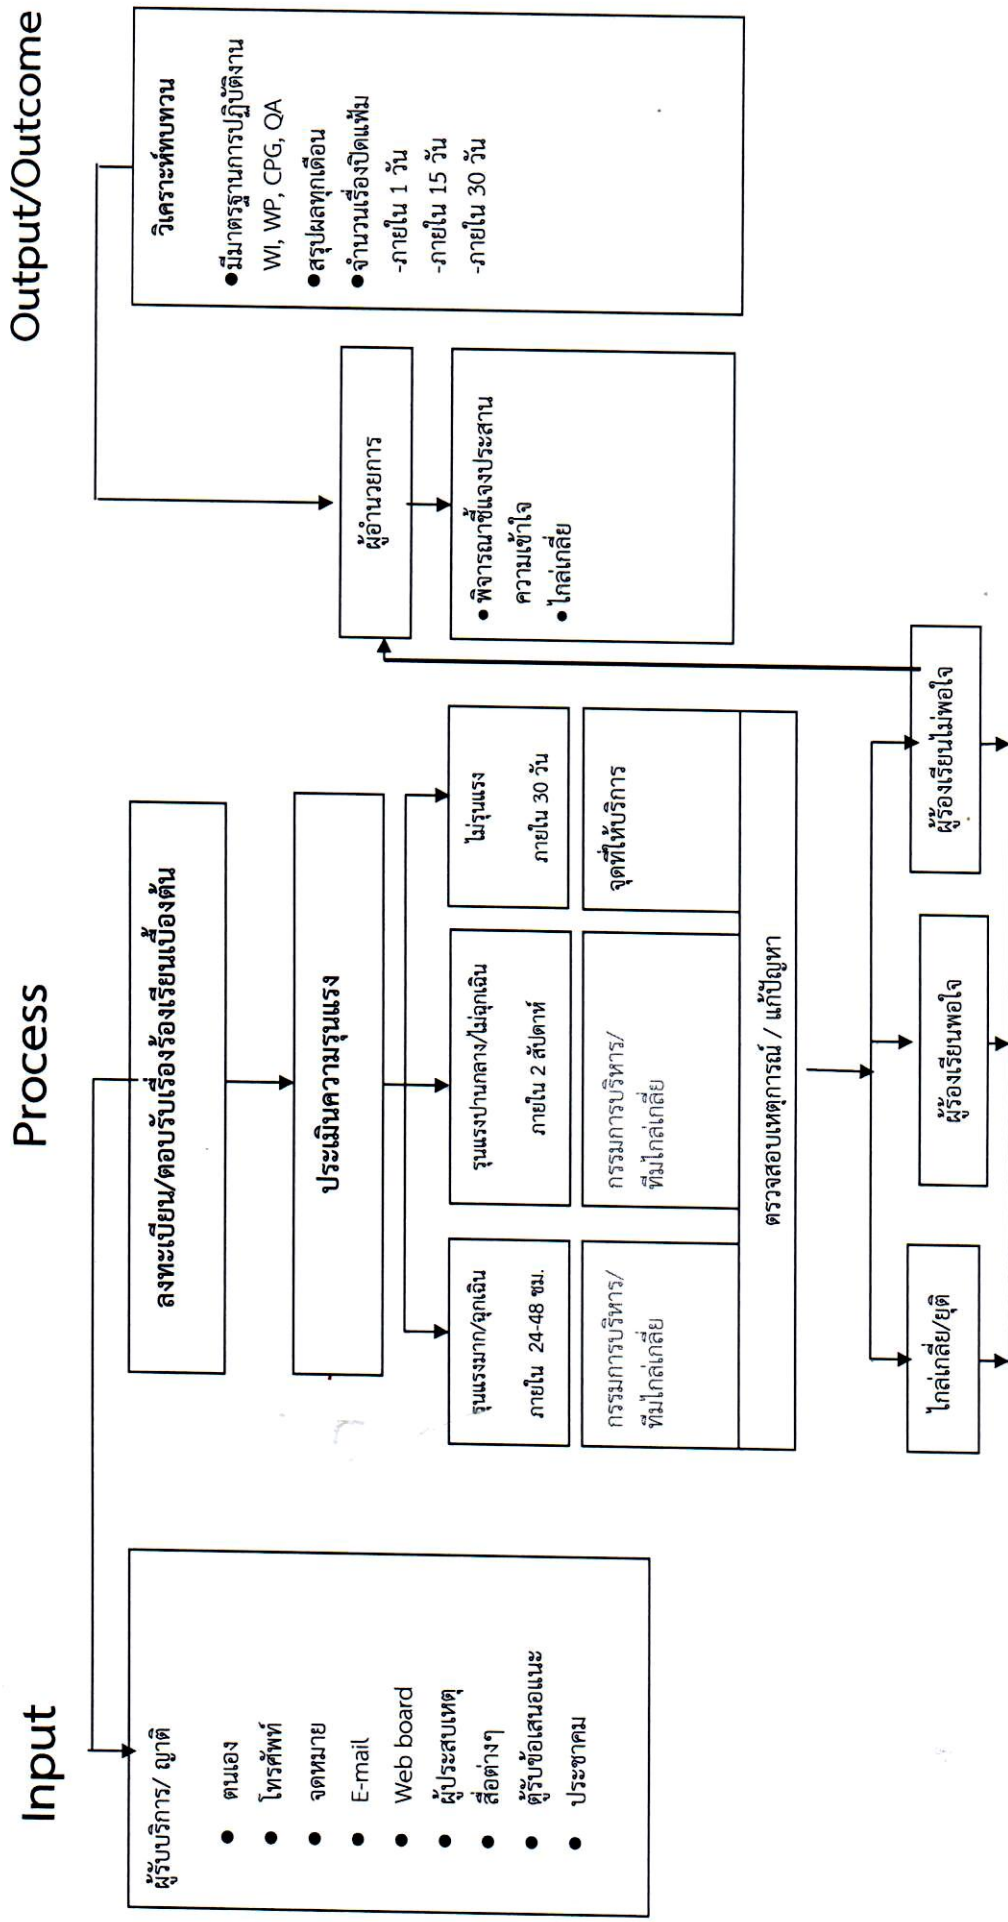 Input
Process
Output/Outcome
ผู้รับบริการ/ ญาติ
● ตนเอง
● โทรศัพท์
● จดหมาย
● E-mail
● Web board
● ผู้ประสบเหตุ
● สื่อต่างๆ
● ตู้รับข้อเสนอแนะ
● ประชาคม
ลงทะเบียน/ตอบรับเรื่องร้องเรียนเบื้องต้น
ประเมินความรุนแรง
รุนแรงมาก/ฉุกเฉิน
ภายใน 24-48 ชม.
รุนแรงปานกลาง/ไม่ฉุกเฉิน
ภายใน 2 สัปดาห์
ไม่รุนแรง
ภายใน 30 วัน
กรรมการบริหาร/
ทีมไกล่เกลี่ย
กรรมการบริหาร/
ทีมไกล่เกลี่ย
จุดที่ให้บริการ
ตรวจสอบเหตุการณ์ / แก้ปัญหา
ไกล่เกลี่ย/ยุติ
ผู้ร้องเรียนพอใจ
ผู้ร้องเรียนไม่พอใจ
ผู้อำนวยการ
● พิจารณาชี้แจงประสาน
ความเข้าใจ
● ไกล่เกลี่ย
วิเคราะห์ทบทวน
●มีมาตรฐานการปฏิบัติงาน
WI, WP, CPG, QA
●สรุปผลทุกเดือน
●จำนวนเรื่องปิดแฟ้ม
-ภายใน 1 วัน
-ภายใน 15 วัน
-ภายใน 30 วัน